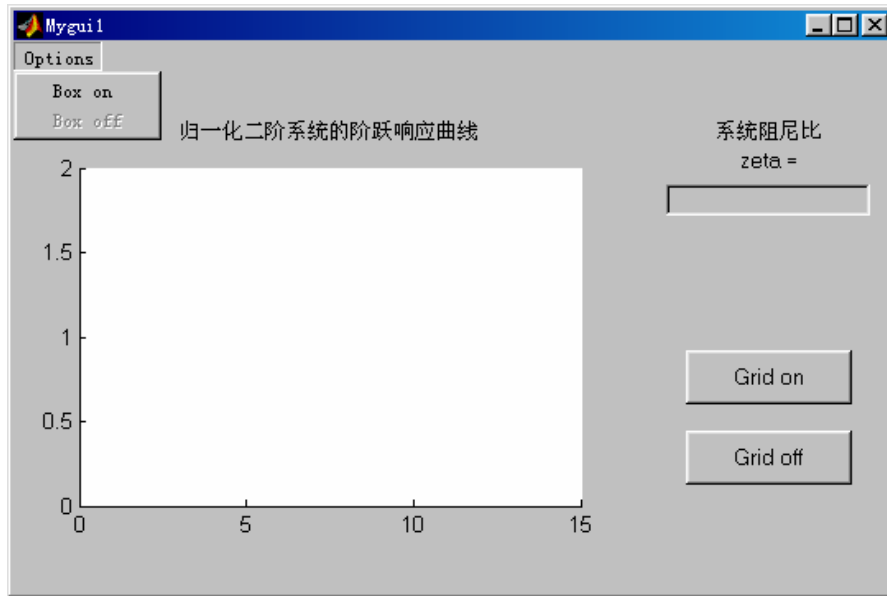 Mygui1
Options
Box on
Box off
归一化二阶系统的阶跃响应曲线
系统阻尼比
zeta =
2
1.5
1
0.5
0
0
5
10
15
Grid on
Grid off